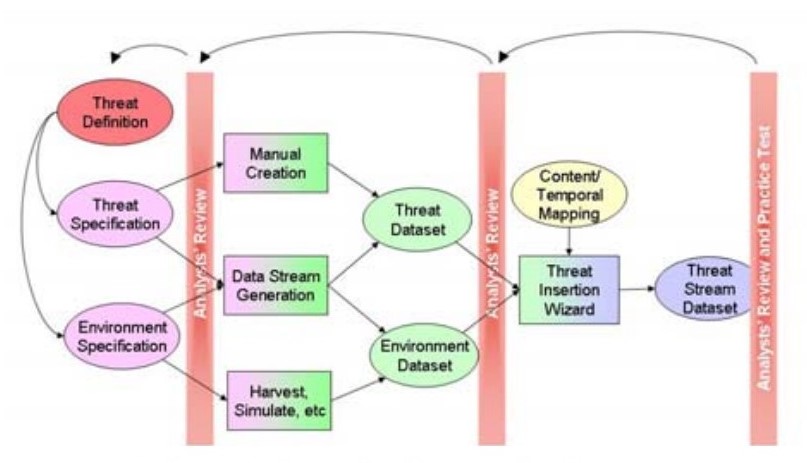 Threat
Definition
Threat
Specification
Environment
Specification
Analysts' Review
Manual
Creation
Data Stream
Generation
Harvest,
Simulate, etc
Threat
Dataset
Environment
Dataset
Analysts' Review
Content/
Temporal
Mapping
Threat
Insertion
Wizard
Threat
Stream
Dataset
Analysts' Review and Practice Test